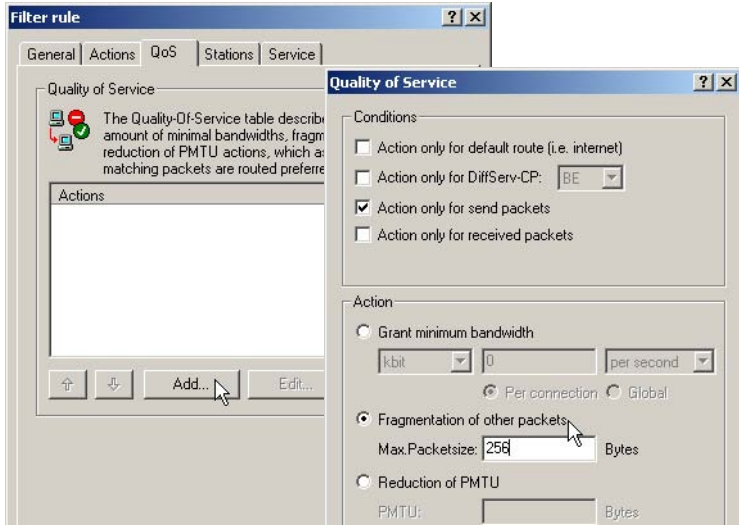 Filter rule
General Actions QoS Stations Service
Quality of Service
The Quality-Of-Service table describe
amount of minimal bandwidths, fragm
reduction of PMTU actions, which a
matching packets are routed preferre
Actions
Add... Edit...
Quality of Service
Conditions
Action only for default route (i.e. internet)
Action only for DiffServ-CP: BE
Action only for send packets
Action only for received packets
Action
Grant minimum bandwidth
kbit 0 per second
Per connection Global
Fragmentation of other packets
Max.Packetsize: 256 Bytes
Reduction of PMTU
PMTU: Bytes